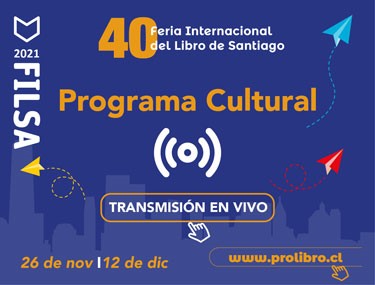 2021
FILSA
40 Feria Internacional
del Libro de Santiago
Programa Cultural
TRANSMISIÓN EN VIVO
www.prolibro.cl
26 de nov | 12 de dic